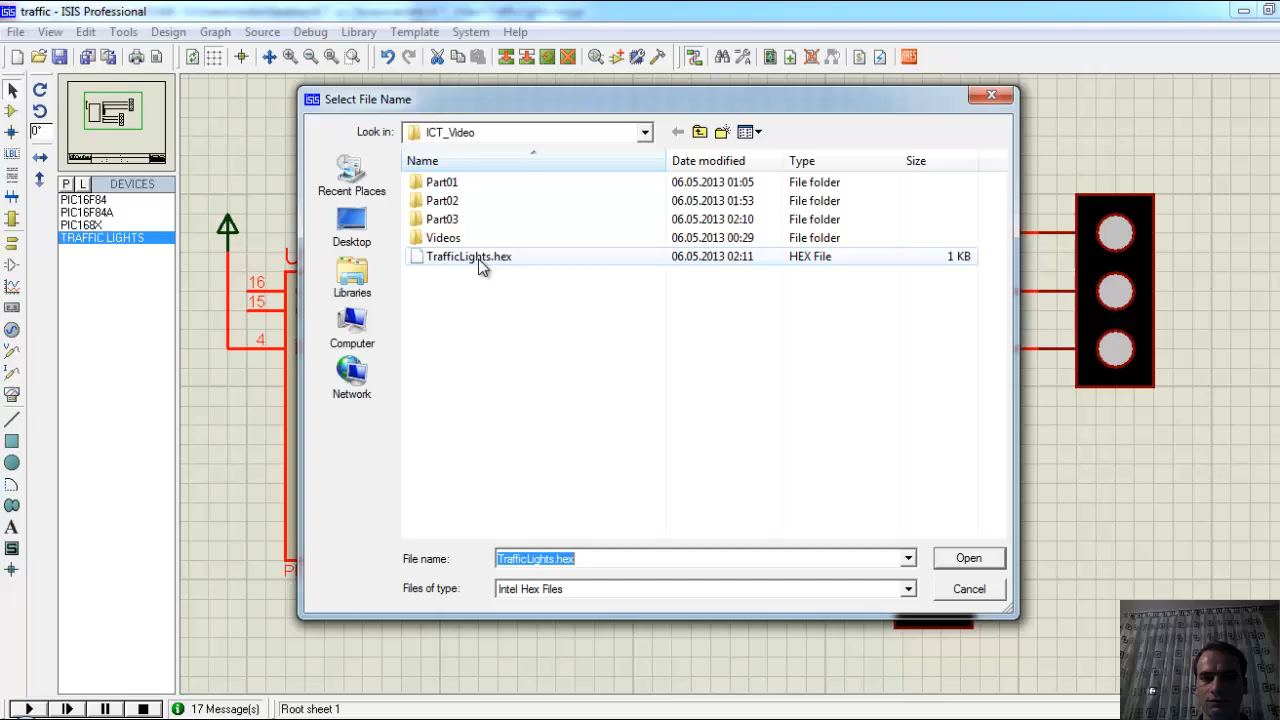 traffic - ISIS Professional
File View Edit Tools Design Graph Source Debug Library Template System Help
Select File Name
Look in: ICT_Video
Name Date modified Type Size
Part01 06.05.2013 01:05 File folder
Part02 06.05.2013 01:53 File folder
Part03 06.05.2013 02:10 File folder
Videos 06.05.2013 00:29 File folder
TrafficLights.hex 06.05.2013 02:11 HEX File 1 KB
Recent Places
Desktop
Libraries
Computer
Network
File name: TrafficLights.hex Open
Files of type: Intel Hex Files Cancel
0°
LBL
A
P L DEVICES
PIC16F84
PIC16F84A
PIC168X
TRAFFIC LIGHTS
16
15
4
17 Message(s) Root sheet 1